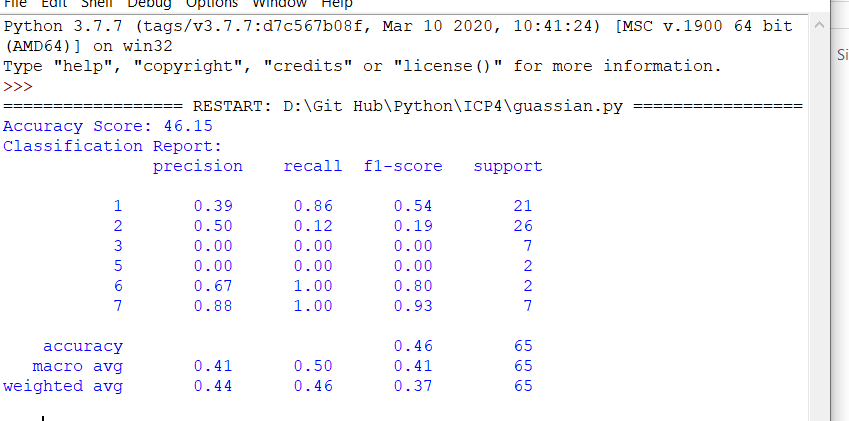 File Edit Shell Debug Options Window Help
Python 3.7.7 (tags/v3.7.7:d7c567b08f, Mar 10 2020, 10:41:24) [MSC v.1900 64 bit
(AMD64)] on win32
Type "help", "copyright", "credits" or "license()" for more information.
>>>
================== RESTART: D:\Git Hub\Python\ICP4\guassian.py =================
Accuracy Score: 46.15
Classification Report:
precision recall f1-score support
1 0.39 0.86 0.54 21
2 0.50 0.12 0.19 26
3 0.00 0.00 0.00 7
5 0.00 0.00 0.00 2
6 0.67 1.00 0.80 2
7 0.88 1.00 0.93 7
accuracy 0.46 65
macro avg 0.41 0.50 0.41 65
weighted avg 0.44 0.46 0.37 65